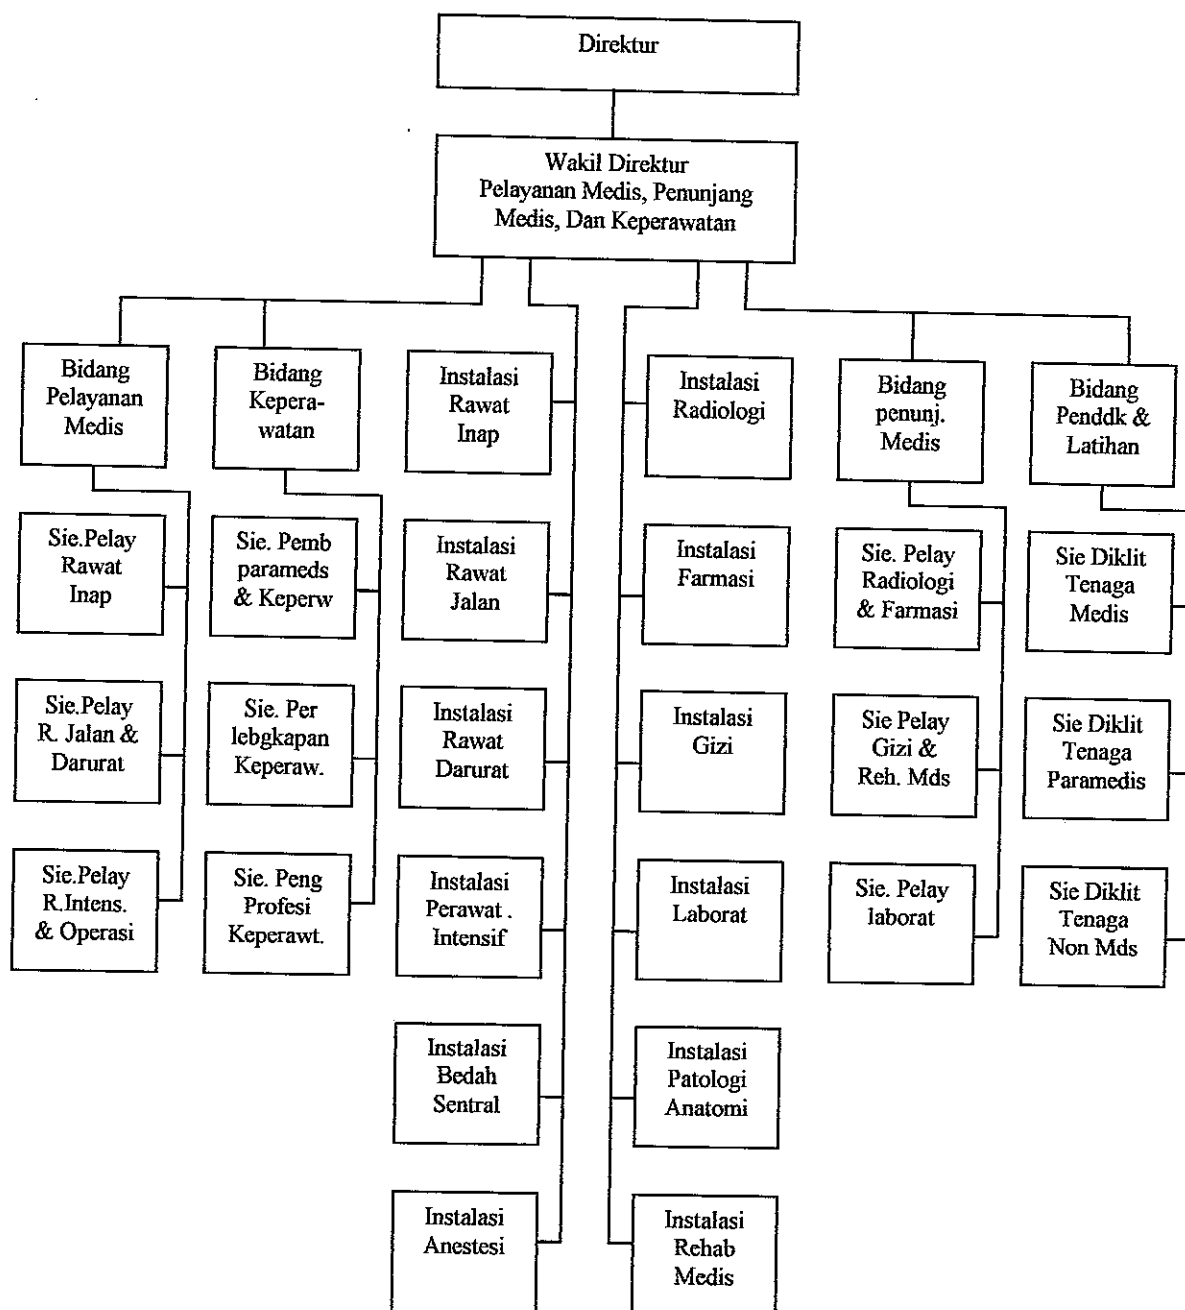 Direktur
Wakil Direktur
Pelayanan Medis, Penunjang
Medis, Dan Keperawatan
Bidang
Pelayanan
Medis
Bidang
Kepera-
watan
Instalasi
Rawat
Inap
Instalasi
Radiologi
Bidang
penunj.
Medis
Bidang
Penddk &
Latihan
Sie.Pelay
Rawat
Inap
Sie. Pemb
parameds
& Keperw
Instalasi
Rawat
Jalan
Instalasi
Farmasi
Sie. Pelay
Radiologi
& Farmasi
Sie Diklit
Tenaga
Medis
Sie.Pelay
R. Jalan &
Darurat
Sie. Per
lebgkapan
Keperaw.
Instalasi
Rawat
Darurat
Instalasi
Gizi
Sie Pelay
Gizi &
Reh. Mds
Sie Diklit
Tenaga
Paramedis
Sie.Pelay
R.Intens.
& Operasi
Sie. Peng
Profesi
Keperawt.
Instalasi
Perawat .
Intensif
Instalasi
Laborat
Sie. Pelay
laborat
Sie Diklit
Tenaga
Non Mds
Instalasi
Bedah
Sentral
Instalasi
Patologi
Anatomi
Instalasi
Anestesi
Instalasi
Rehab
Medis